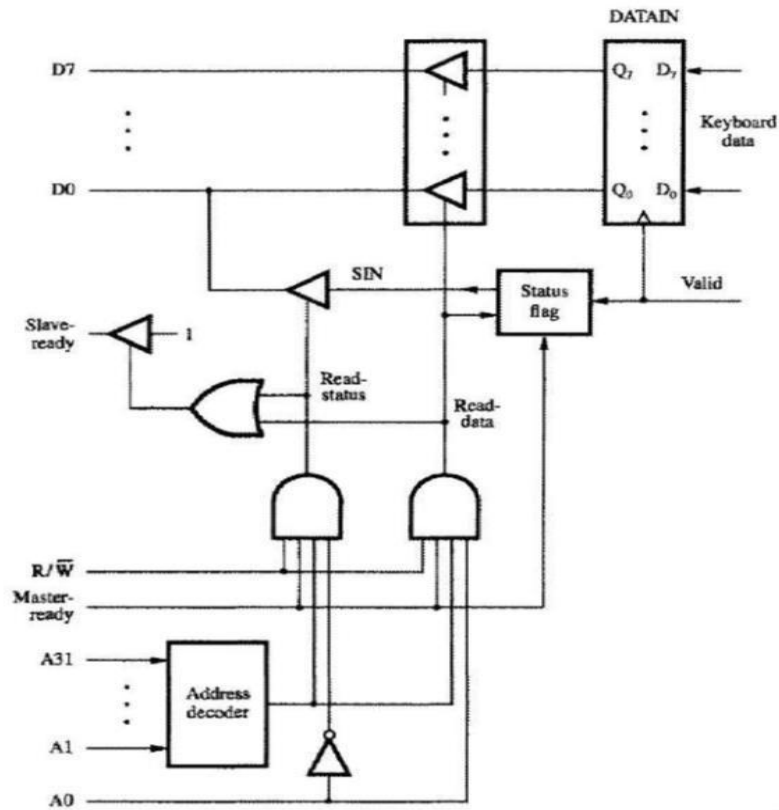 DATAIN
D7
Q7 D7
Keyboard
data
D0
Q0 D0
SIN
Status
flag
Valid
Slave-
ready
1
Read-
status
Read-
data
R/W̅
Master-
ready
A31
Address
decoder
A1
A0